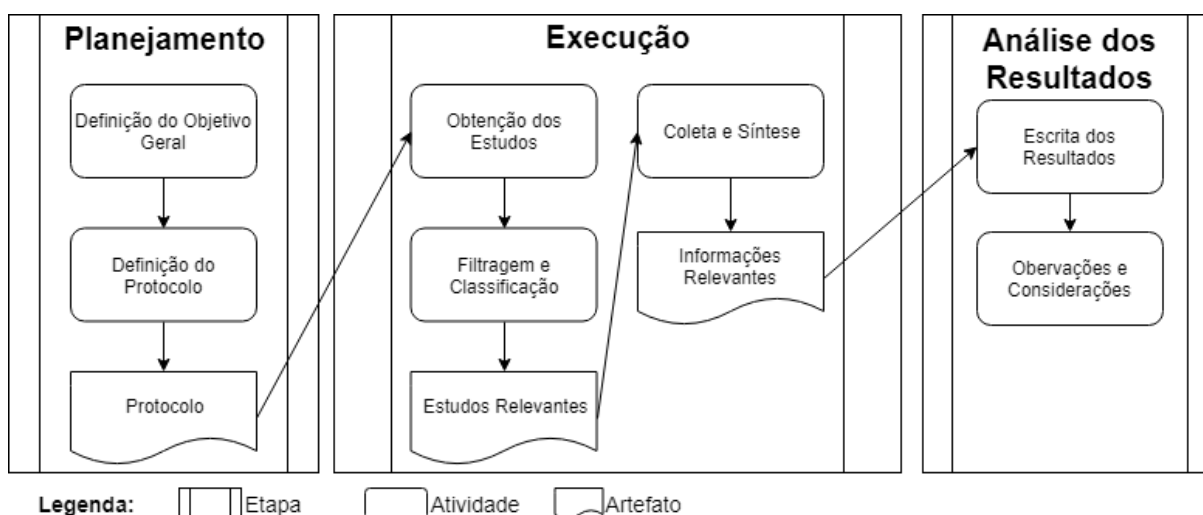 Planejamento
Definição do Objetivo
Geral
Definição do
Protocolo
Protocolo
Execução
Obtenção dos
Estudos
Filtragem e
Classificação
Estudos Relevantes
Coleta e Síntese
Informações
Relevantes
Análise dos
Resultados
Escrita dos
Resultados
Obervações e
Considerações
Legenda: Etapa Atividade Artefato